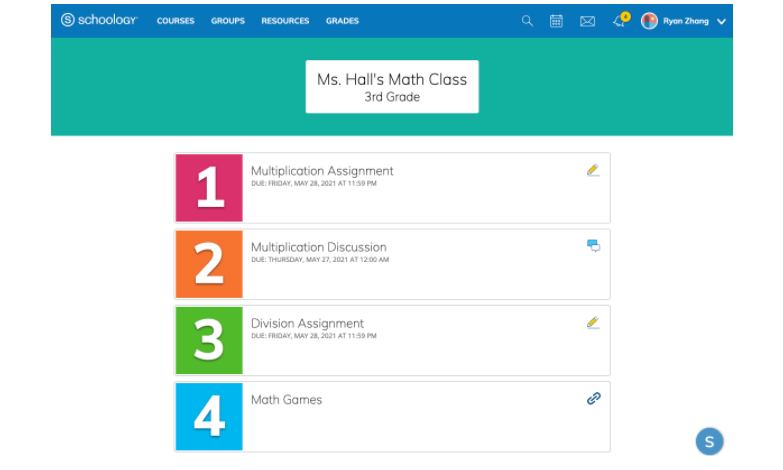 schoology COURSES GROUPS RESOURCES GRADES 4 Ryan Zhang
Ms. Hall's Math Class
3rd Grade
1
Multiplication Assignment
DUE: FRIDAY, MAY 28, 2021 AT 11:59 PM
2
Multiplication Discussion
DUE: THURSDAY, MAY 27, 2021 AT 12:00 AM
3
Division Assignment
DUE: FRIDAY, MAY 28, 2021 AT 11:59 PM
4
Math Games
S